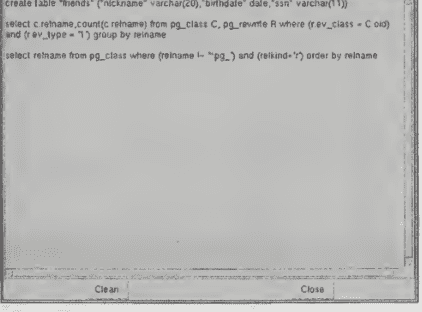 create table "friends" ("nickname" varchar(20),"birthdate" date,"ssn" varchar(11))
select c.relname,count(c.relname) from pg_class C, pg_rewrite R where (r.ev_class = C.oid)
and (r.ev_type = '1') group by relname
select relname from pg_class where (relname !~ '^pg_') and (relkind='r') order by relname
Clean
Close